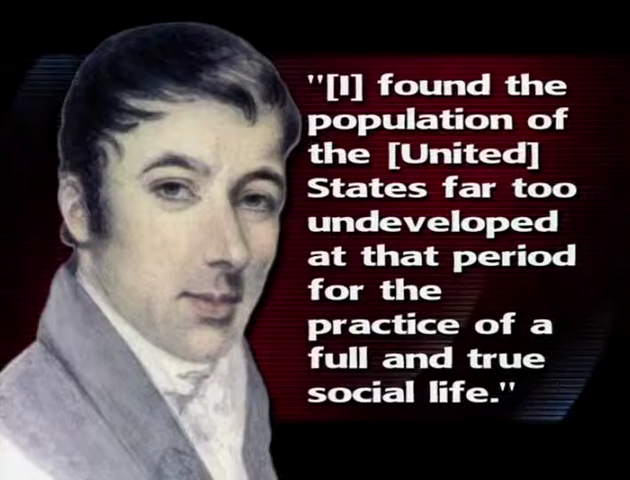 "[I] found the
population of
the [United]
States far too
undeveloped
at that period
for the
practice of a
full and true
social life."